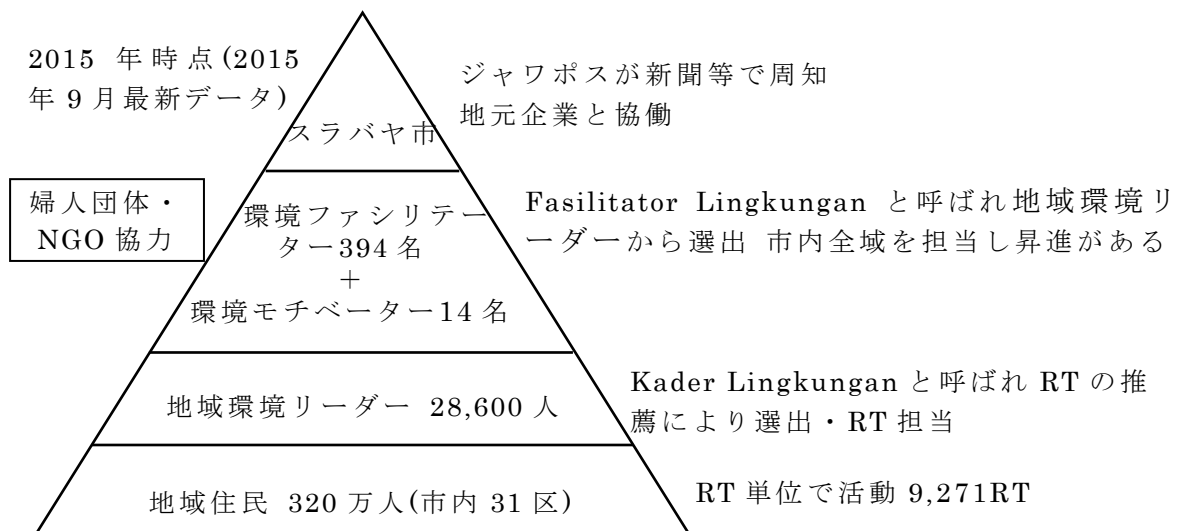 2015 年時点(2015
年 9 月最新データ)
ジャワポスが新聞等で周知
地元企業と協働
スラバヤ市
婦人団体・
NGO 協力
環境ファシリテー
ター394 名
+
環境モチベーター14 名
Fasilitator Lingkungan と呼ばれ地域環境リ
ーダーから選出 市内全域を担当し昇進がある
地域環境リーダー 28,600 人
Kader Lingkungan と呼ばれ RT の推
薦により選出・RT 担当
地域住民 320 万人(市内 31 区)
RT 単位で活動 9,271RT